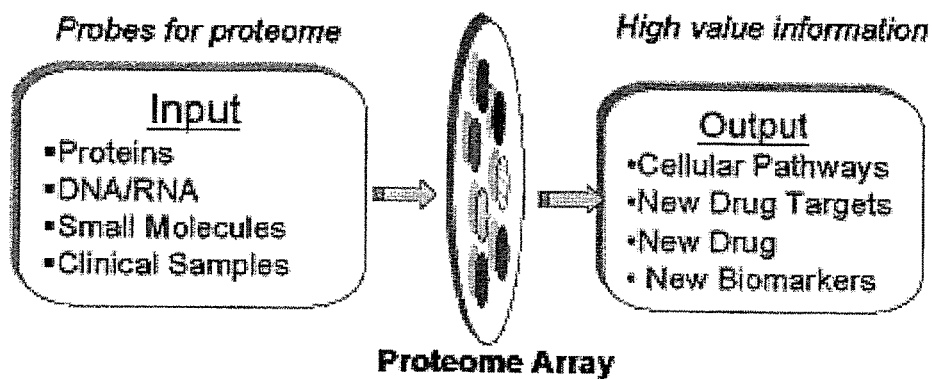 Probes for proteome
High value information
Input
▪Proteins
▪DNA/RNA
▪Small Molecules
▪Clinical Samples
Output
•Cellular Pathways
•New Drug Targets
•New Drug
• New Biomarkers
Proteome Array